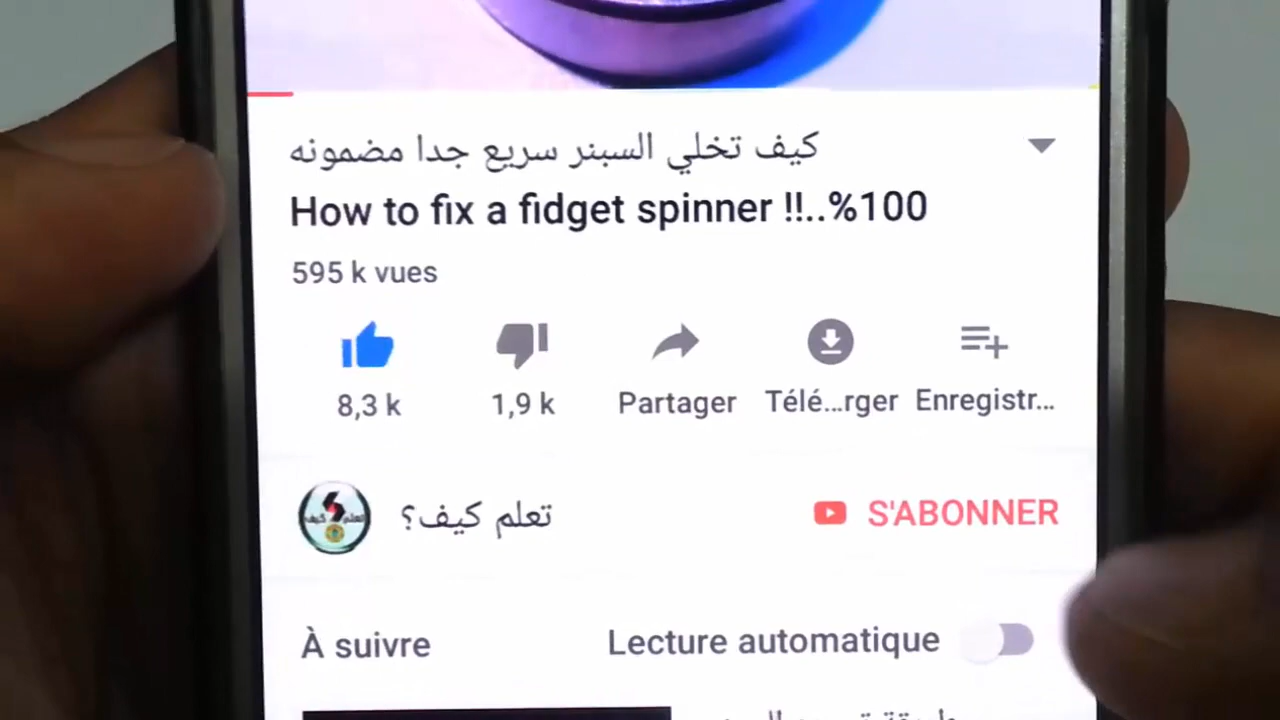 كيف تخلي السبنر سريع جدا مضمونه
How to fix a fidget spinner !!..%100
595 k vues
8,3 k
1,9 k
Partager
Télé...rger
Enregistr...
تعلم كيف؟
S'ABONNER
À suivre
Lecture automatique